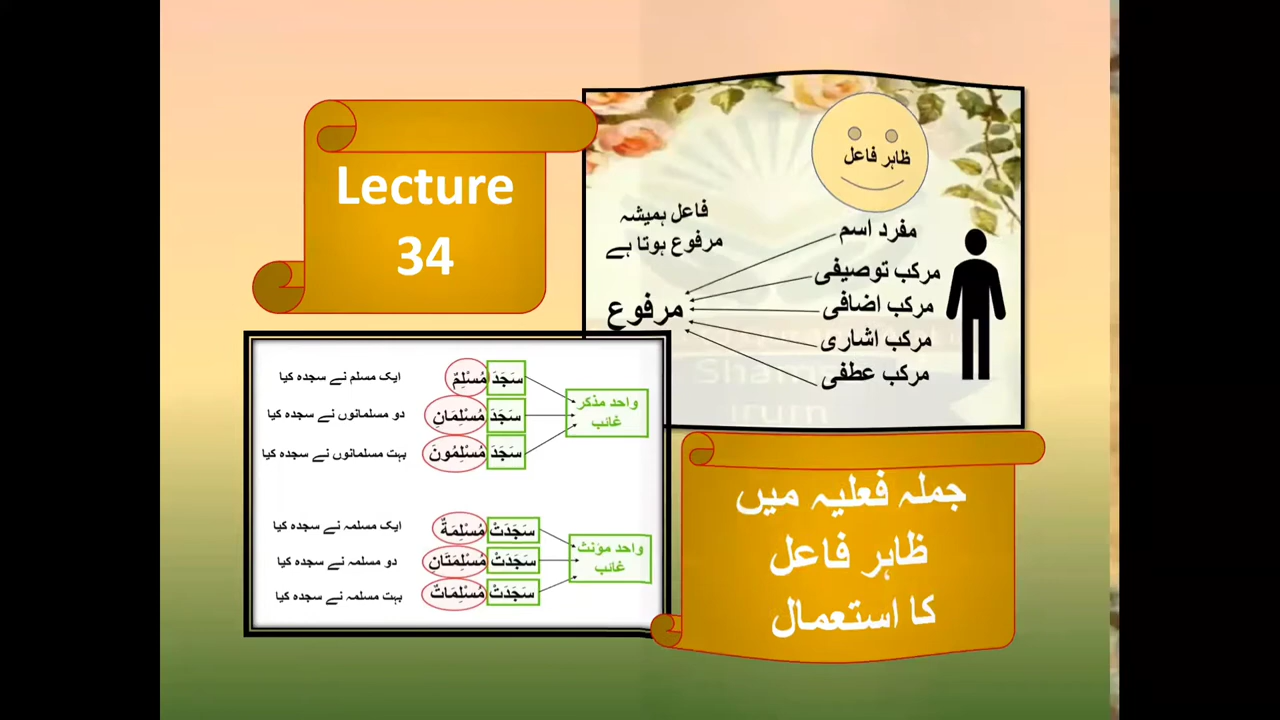 Lecture
34
ظاہر فاعل
فاعل ہمیشہ
مرفوع ہوتا ہے
مفرد اسم
مرکب توصیفی
مرکب اضافی
مرکب اشاری
مرکب عطفی
مرفوع
Shams
irum
سَجَدَ مُسْلِمٌ ایک مسلم نے سجدہ کیا
سَجَدَ مُسْلِمَانِ دو مسلمانوں نے سجدہ کیا
سَجَدَ مُسْلِمُونَ بہت مسلمانوں نے سجدہ کیا
واحد مذکر
غائب
سَجَدَتْ مُسْلِمَةٌ ایک مسلمہ نے سجدہ کیا
سَجَدَتْ مُسْلِمَتَانِ دو مسلمہ نے سجدہ کیا
سَجَدَتْ مُسْلِمَاتٌ بہت مسلمہ نے سجدہ کیا
واحد مؤنث
غائب
جملہ فعلیہ میں
ظاہر فاعل
کا استعمال